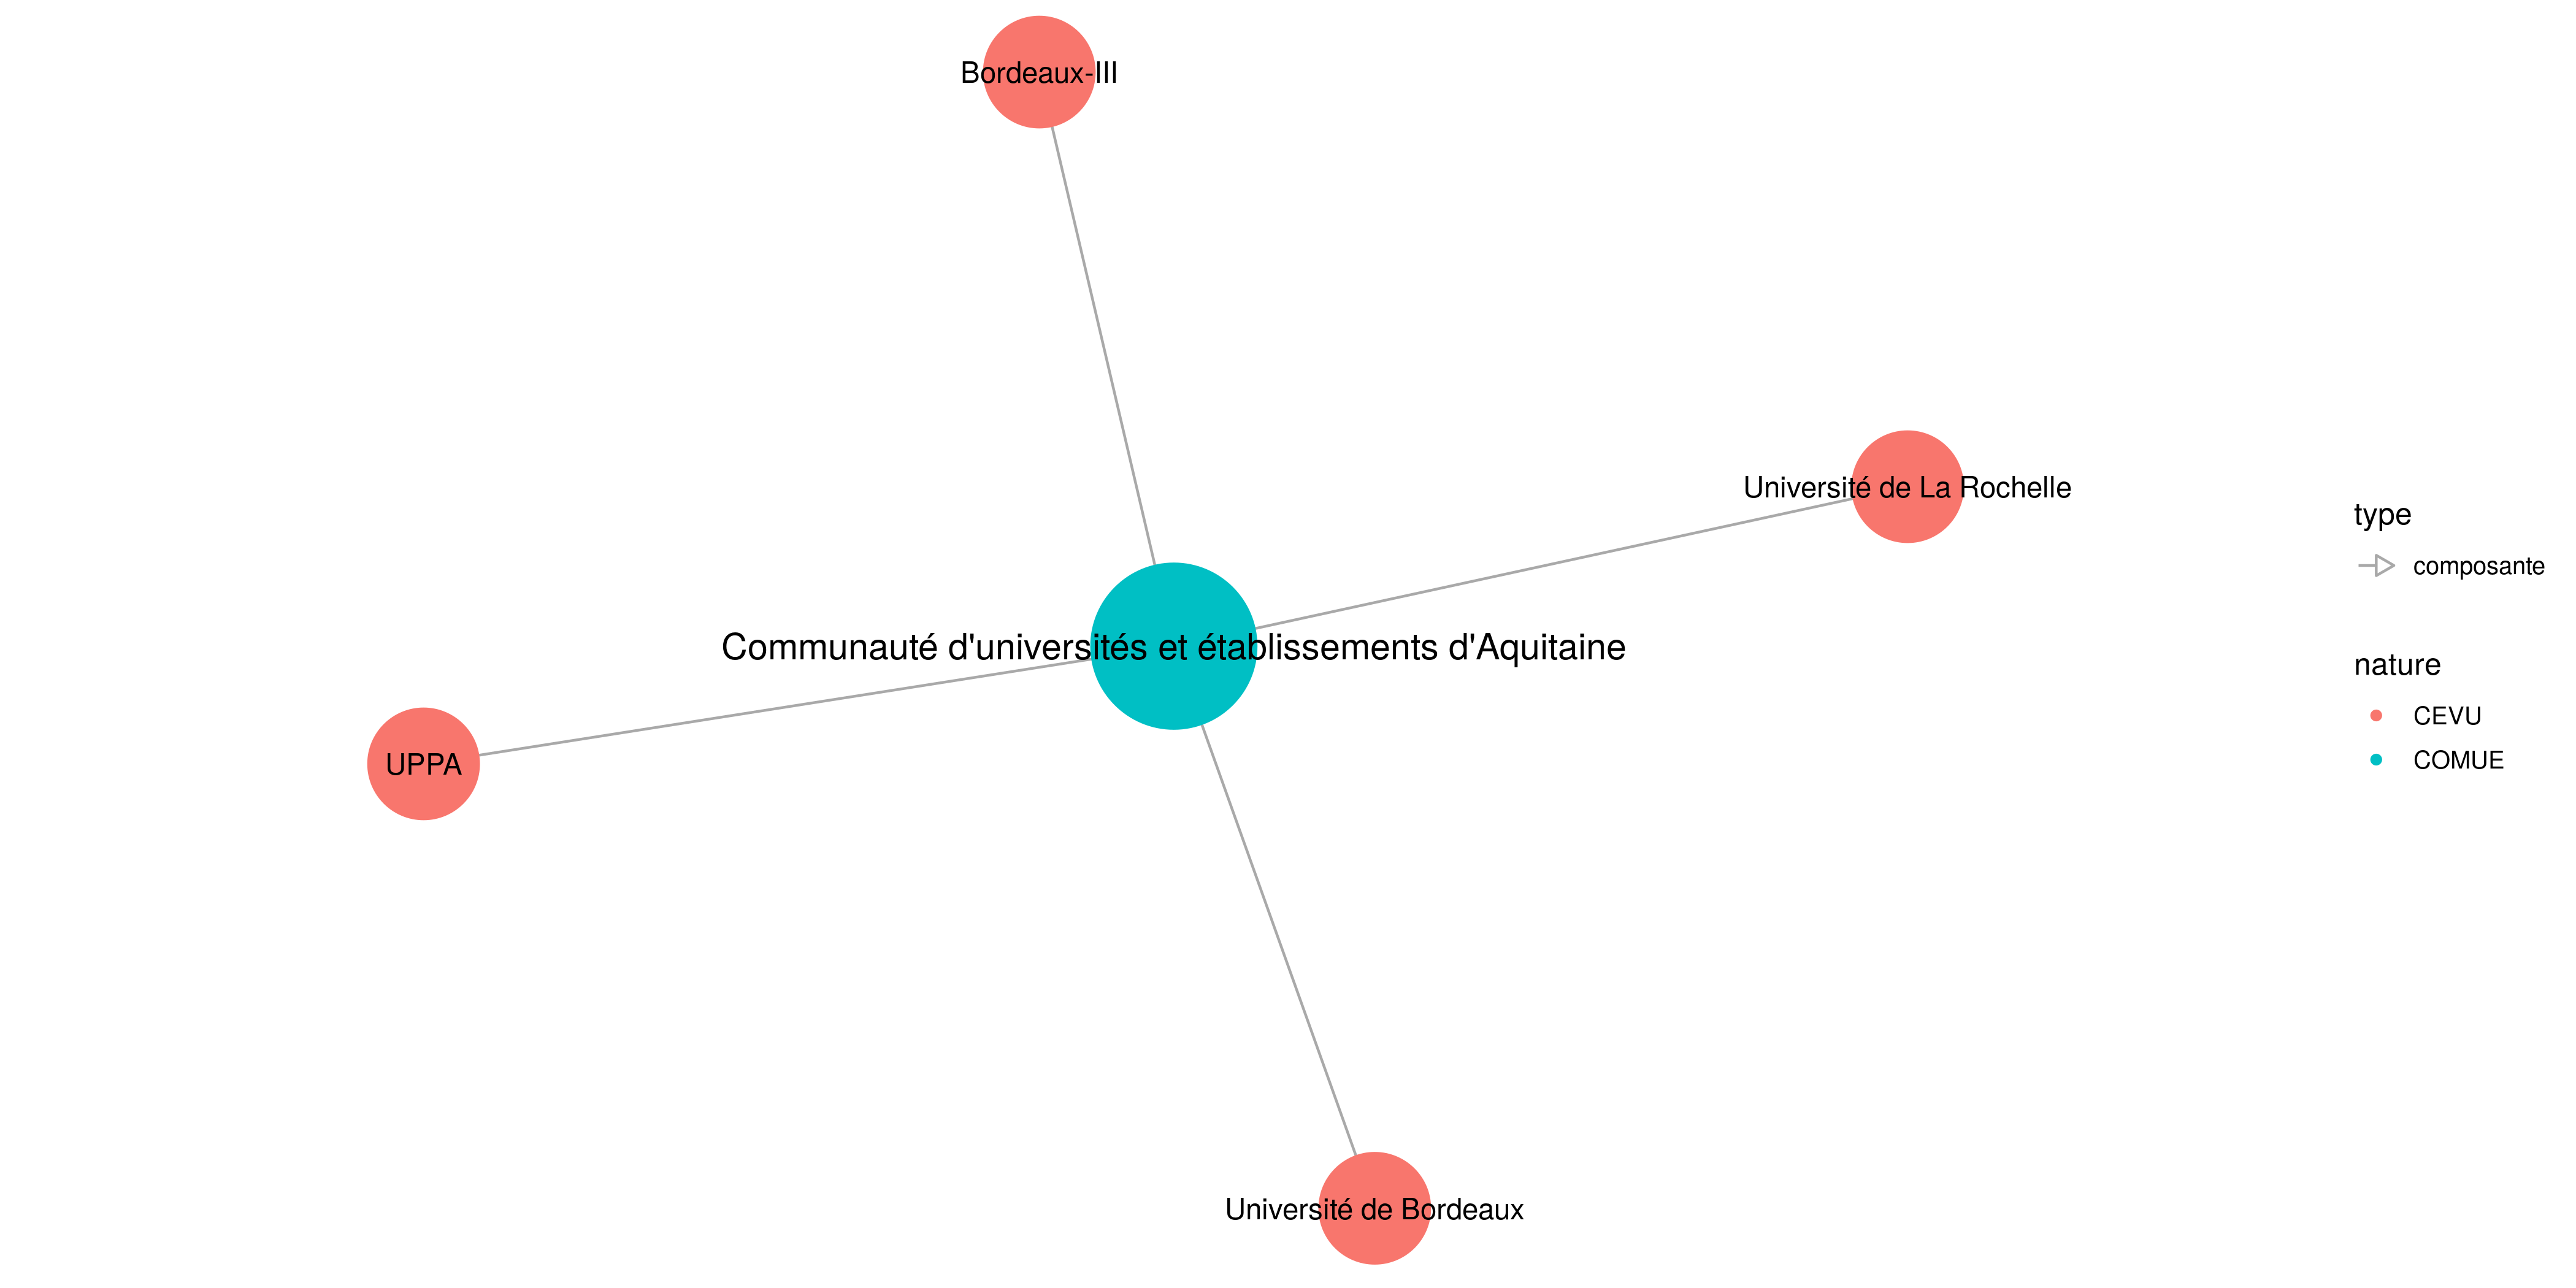 Bordeaux-III
Université de La Rochelle
Communauté d'universités et établissements d'Aquitaine
UPPA
Université de Bordeaux
type
composante
nature
CEVU
COMUE